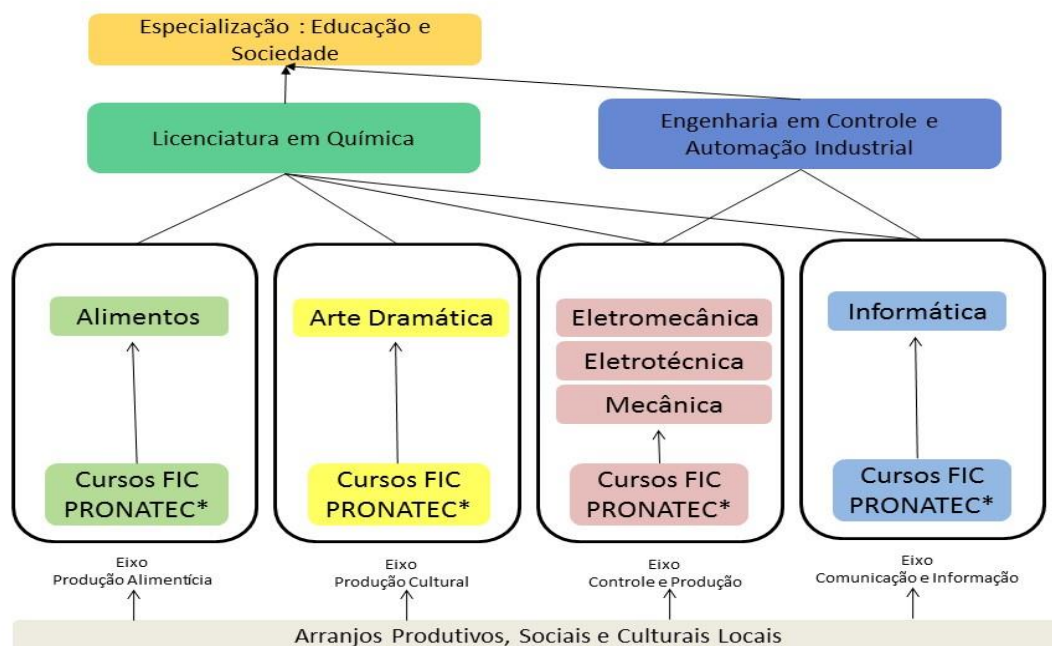 Especialização : Educação e
Sociedade
Licenciatura em Química
Engenharia em Controle e
Automação Industrial
Alimentos
Cursos FIC
PRONATEC*
Arte Dramática
Cursos FIC
PRONATEC*
Eletromecânica
Eletrotécnica
Mecânica
Cursos FIC
PRONATEC*
Informática
Cursos FIC
PRONATEC*
Eixo
Produção Alimentícia
Eixo
Produção Cultural
Eixo
Controle e Produção
Eixo
Comunicação e Informação
Arranjos Produtivos, Sociais e Culturais Locais